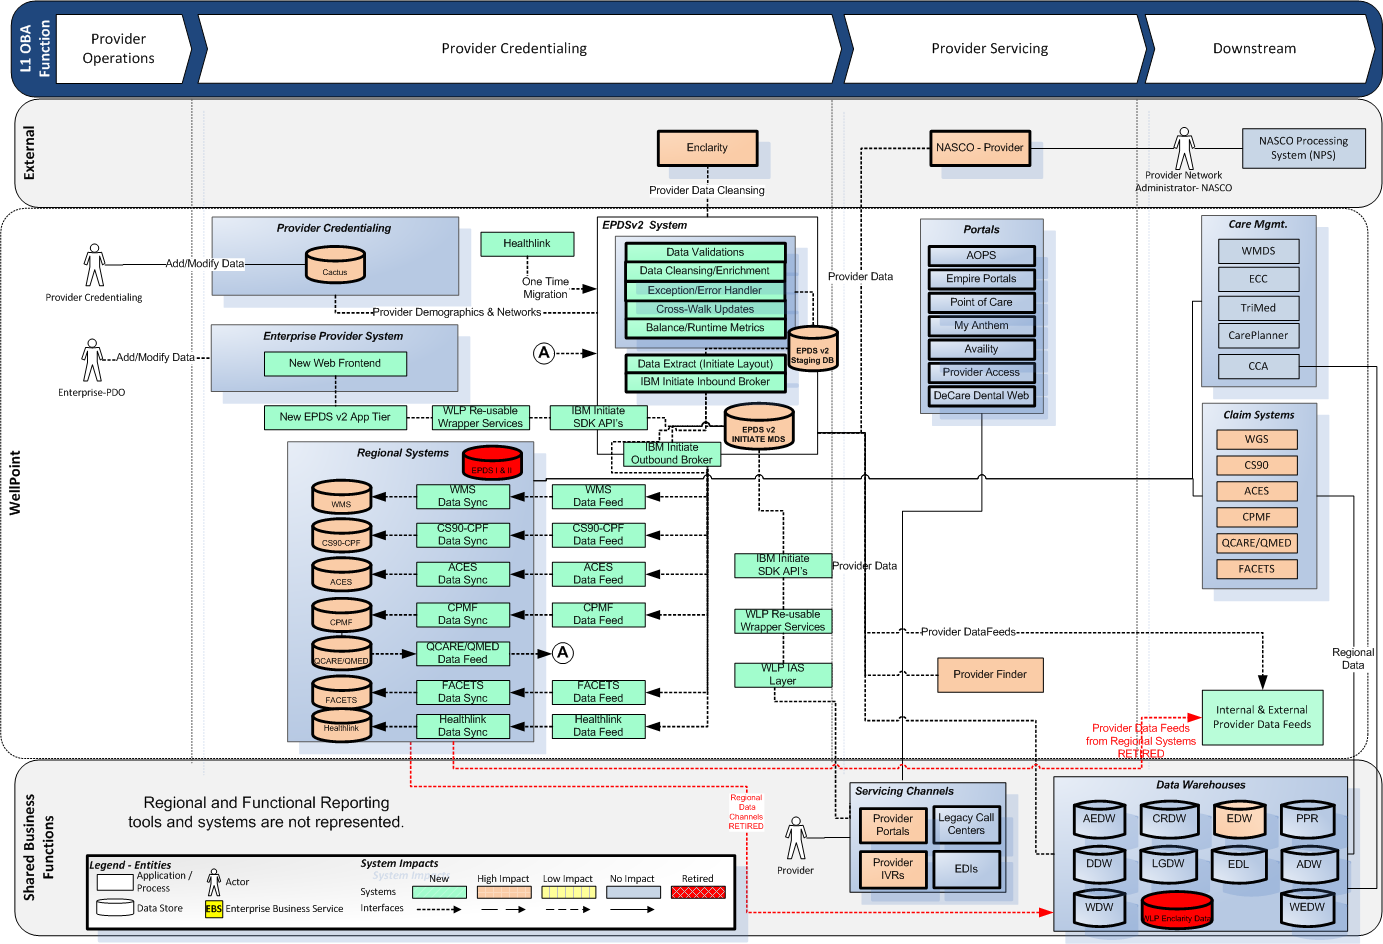 L1 OBA
Function
Provider
Operations
Provider Credentialing
Provider Servicing
Downstream
External
Enclarity
Provider Data Cleansing
NASCO - Provider
Provider Network
Administrator- NASCO
NASCO Processing
System (NPS)
WellPoint
Provider Credentialing
Add/Modify Data
Provider Credentialing
Cactus
Provider Demographics & Networks
Enterprise-PDO
Add/Modify Data
Enterprise Provider System
New Web Frontend
New EPDS v2 App Tier
WLP Re-usable
Wrapper Services
IBM Initiate
SDK API's
Healthlink
One Time
Migration
A
EPDSv2 System
Data Validations
Data Cleansing/Enrichment
Exception/Error Handler
Cross-Walk Updates
Balance/Runtime Metrics
Data Extract (Initiate Layout)
IBM Initiate Inbound Broker
EPDS v2
Staging DB
EPDS v2
INITIATE MDS
IBM Initiate
Outbound Broker
Provider Data
Portals
AOPS
Empire Portals
Point of Care
My Anthem
Availity
Provider Access
DeCare Dental Web
Care Mgmt.
WMDS
ECC
TriMed
CarePlanner
CCA
Claim Systems
WGS
CS90
ACES
CPMF
QCARE/QMED
FACETS
Regional Systems
EPDS I & II
WMS
WMS
Data Sync
WMS
Data Feed
CS90-CPF
CS90-CPF
Data Sync
CS90-CPF
Data Feed
ACES
ACES
Data Sync
ACES
Data Feed
CPMF
CPMF
Data Sync
CPMF
Data Feed
QCARE/QMED
QCARE/QMED
Data Feed
A
FACETS
FACETS
Data Sync
FACETS
Data Feed
Healthlink
Healthlink
Data Sync
Healthlink
Data Feed
IBM Initiate
SDK API's
WLP Re-usable
Wrapper Services
WLP IAS
Layer
Provider Data
Provider DataFeeds
Provider Finder
Regional
Data
Internal & External
Provider Data Feeds
Provider Data Feeds
from Regional Systems
RETIRED
Shared Business
Functions
Regional and Functional Reporting
tools and systems are not represented.
Regional
Data
Channels
RETIRED
Provider
Servicing Channels
Provider
Portals
Legacy Call
Centers
Provider
IVRs
EDIs
Data Warehouses
AEDW
CRDW
EDW
PPR
DDW
LGDW
EDL
ADW
WDW
WLP Enclarity Data
WEDW
Legend - Entities
Application /
Process
Actor
Data Store
EBS
Enterprise Business Service
System Impacts
System Impacts
New
High Impact
Low Impact
No Impact
Retired
Systems
Interfaces